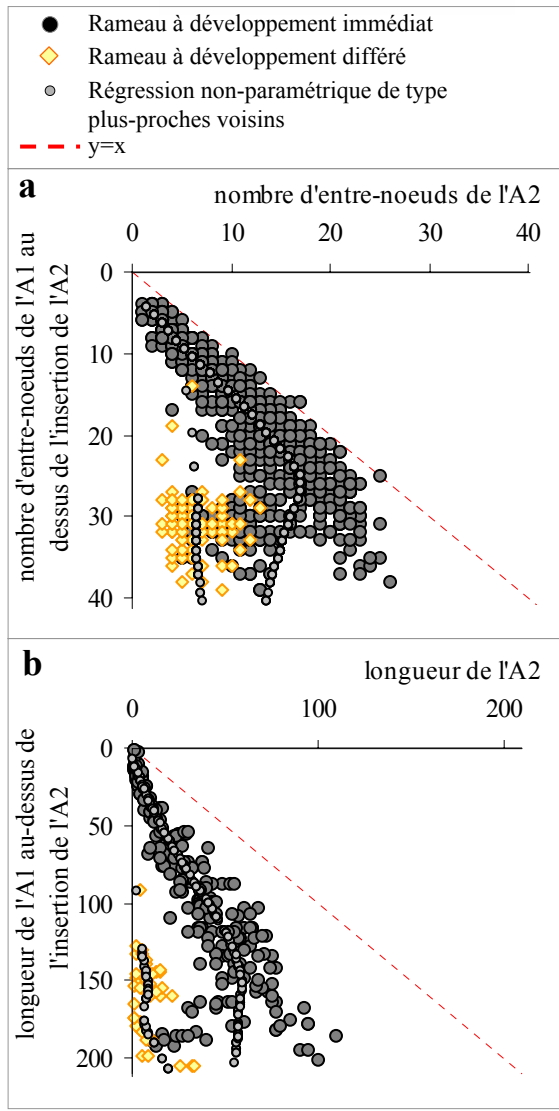 Rameau à développement immédiat
Rameau à développement différé
Régression non-paramétrique de type
plus-proches voisins
y=x
a
nombre d'entre-noeuds de l'A2
0 10 20 30 40
nombre d'entre-noeuds de l'A1 au
dessus de l'insertion de l'A2
0
10
20
30
40
b
longueur de l'A2
0 100 200
longueur de l'A1 au-dessus de
l'insertion de l'A2
0
50
100
150
200